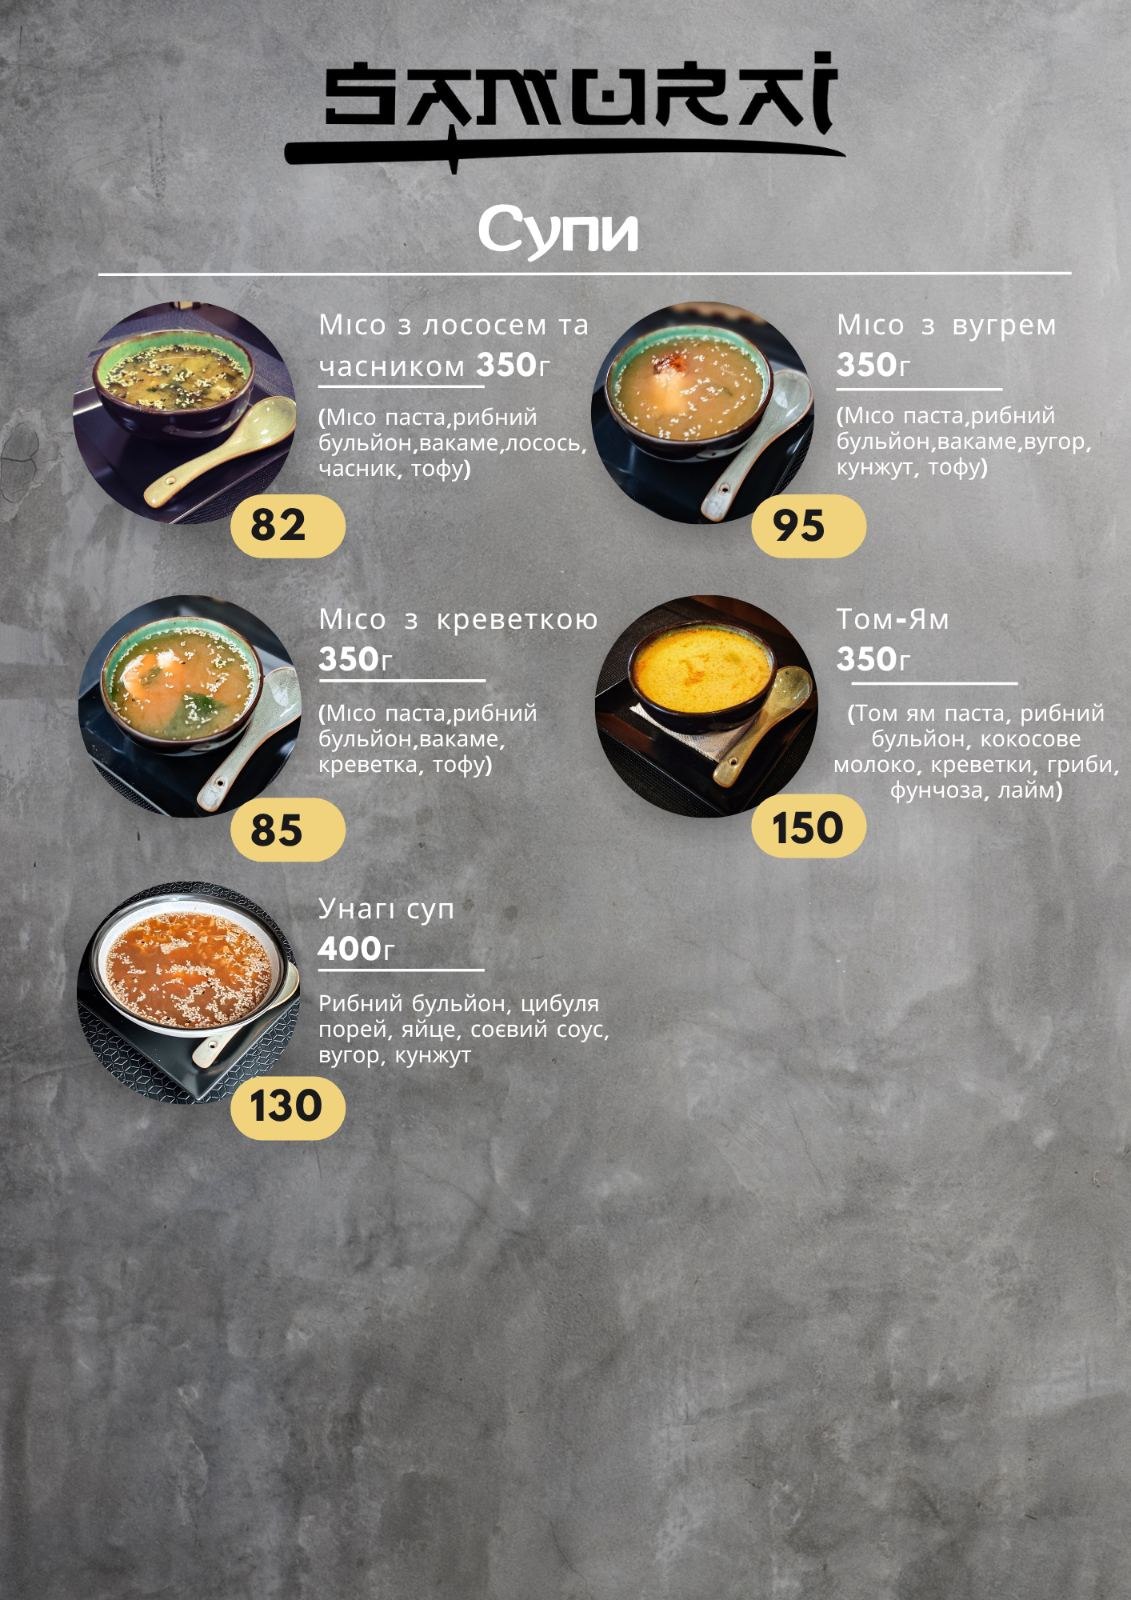 SAMURAI
Супи
Місо з лососем та
часником 350г
(Місо паста,рибний
бульйон,вакаме,лосось,
часник, тофу)
82
Місо з вугрем
350г
(Місо паста,рибний
бульйон,вакаме,вугор,
кунжут, тофу)
95
Місо з креветкою
350г
(Місо паста,рибний
бульйон,вакаме,
креветка, тофу)
85
Том-Ям
350г
(Том ям паста, рибний
бульйон, кокосове
молоко, креветки, гриби,
фунчоза, лайм)
150
Унагі суп
400г
Рибний бульйон, цибуля
порей, яйце, соєвий соус,
вугор, кунжут
130